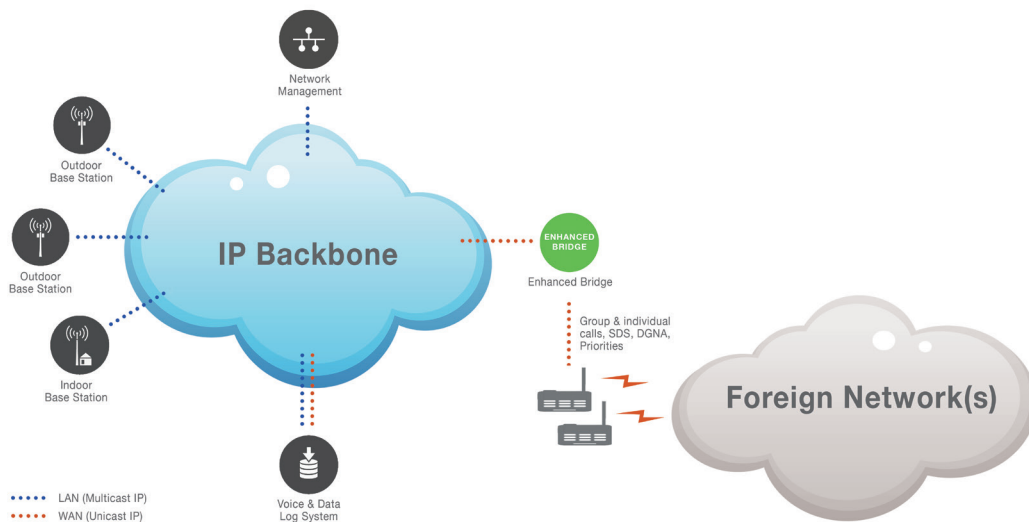 Network
Management
Outdoor
Base Station
Outdoor
Base Station
IP Backbone
ENHANCED
BRIDGE
Enhanced Bridge
Group & individual
calls, SDS, DGNA,
Priorities
Indoor
Base Station
Foreign Network(s)
Voice & Data
Log System
LAN (Multicast IP)
WAN (Unicast IP)